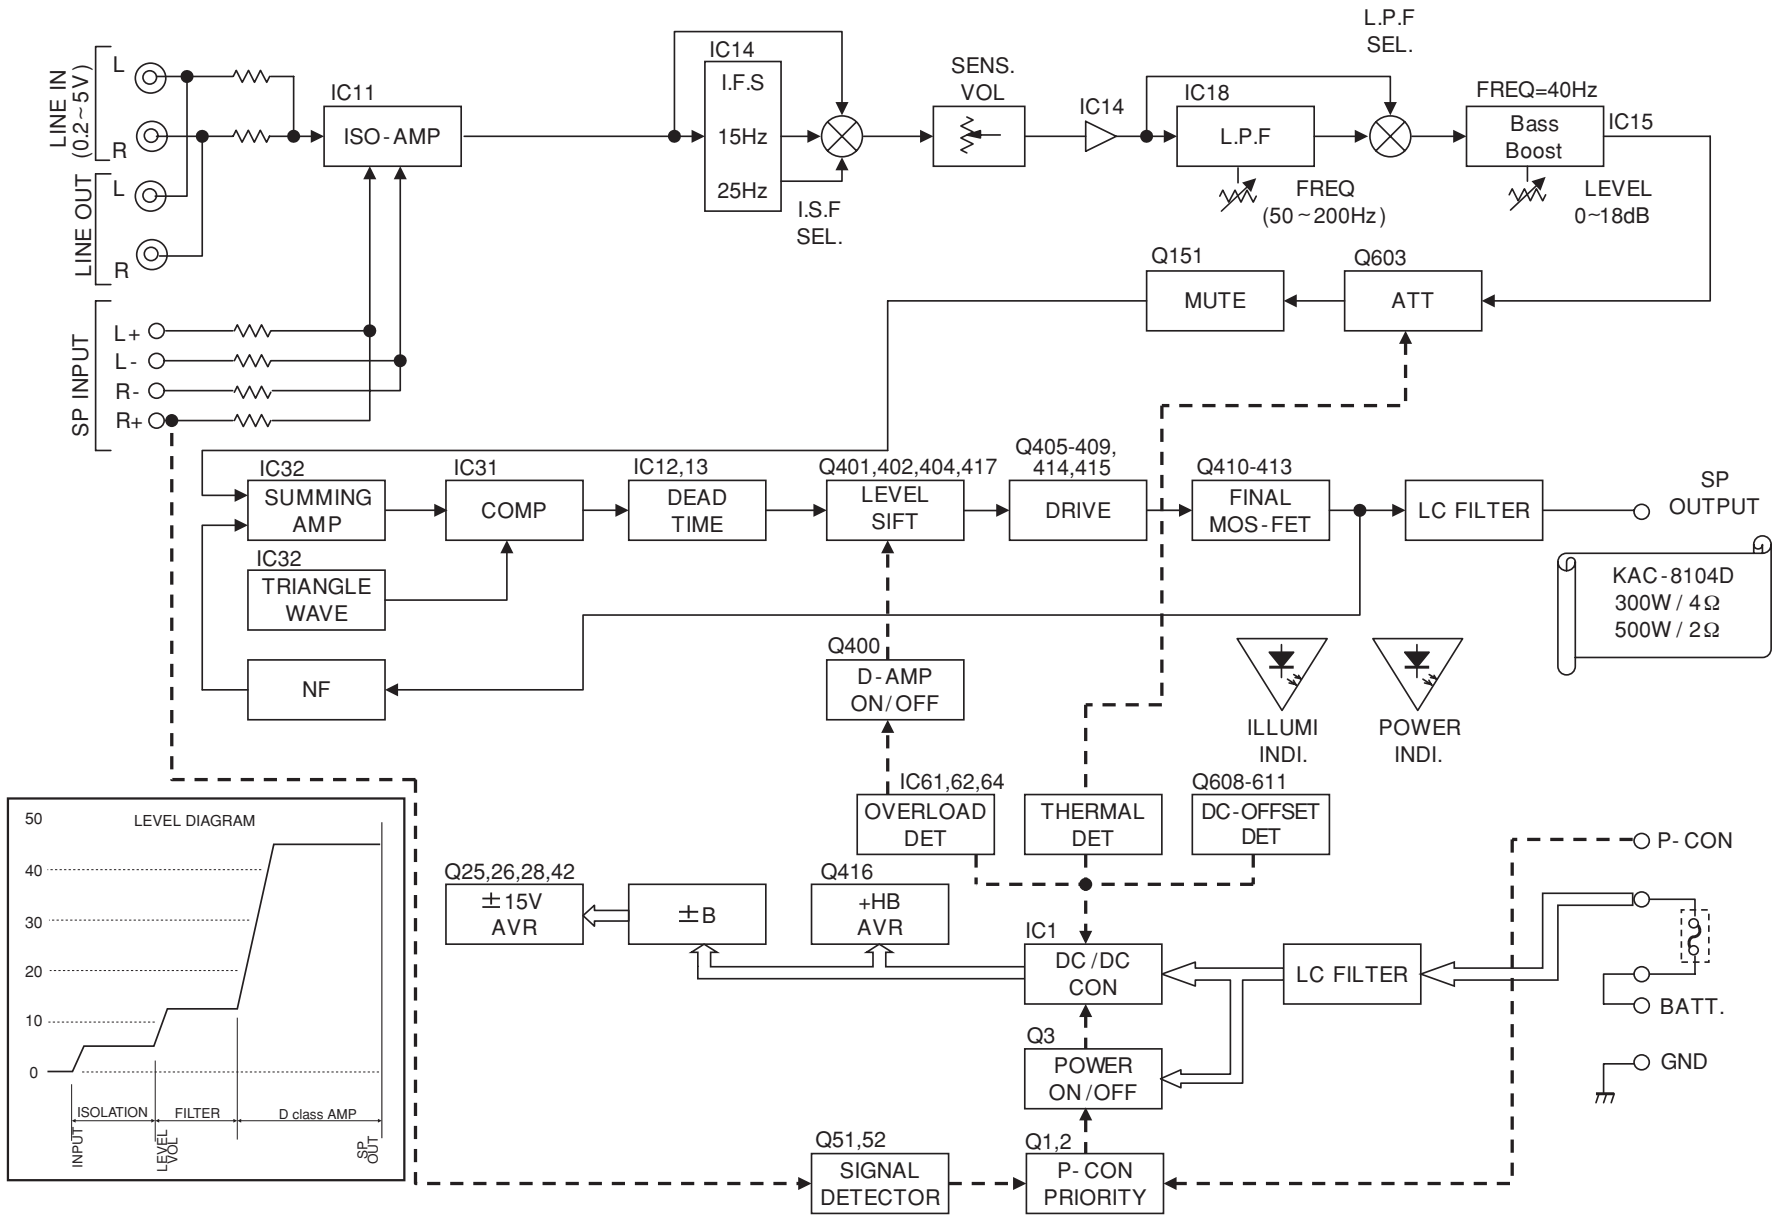 LINE IN
(0.2~5V)
L
R
LINE OUT
L
R
SP INPUT
L+
L-
R-
R+
IC11
ISO-AMP
IC14
I.F.S
15Hz
25Hz
I.S.F
SEL.
SENS.
VOL
IC14
IC18
L.P.F
FREQ
(50~200Hz)
L.P.F
SEL.
FREQ=40Hz
Bass
Boost
IC15
LEVEL
0~18dB
Q151
MUTE
Q603
ATT
IC32
SUMMING
AMP
IC31
COMP
IC12,13
DEAD
TIME
Q401,402,404,417
LEVEL
SIFT
Q405-409,
414,415
DRIVE
Q410-413
FINAL
MOS-FET
LC FILTER
SP
OUTPUT
IC32
TRIANGLE
WAVE
NF
Q400
D-AMP
ON/OFF
KAC-8104D
300W / 4Ω
500W / 2Ω
ILLUMI
INDI.
POWER
INDI.
IC61,62,64
OVERLOAD
DET
THERMAL
DET
Q608-611
DC-OFFSET
DET
Q25,26,28,42
±15V
AVR
±B
Q416
+HB
AVR
IC1
DC/DC
CON
LC FILTER
P-CON
BATT.
GND
Q3
POWER
ON/OFF
Q51,52
SIGNAL
DETECTOR
Q1,2
P-CON
PRIORITY
LEVEL DIAGRAM
50
40
30
20
10
0
ISOLATION
FILTER
D class AMP
INPUT
LEVEL
VOL
SP
OUT